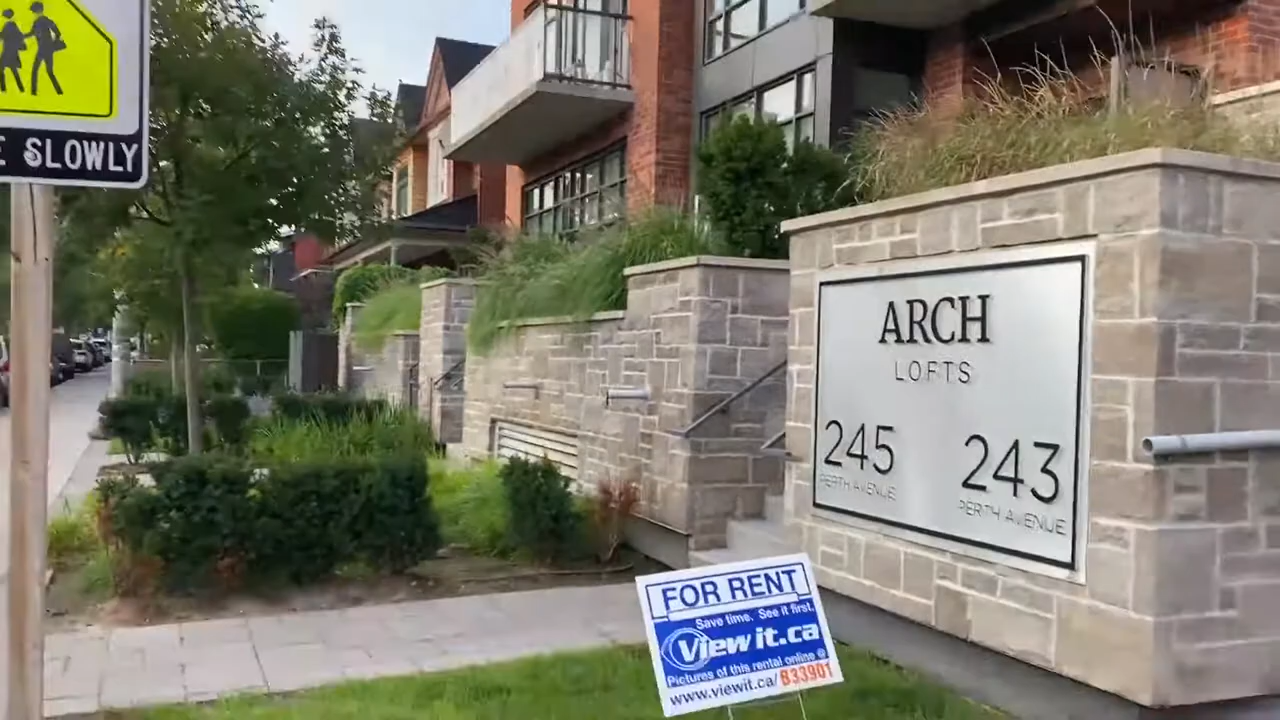 E SLOWLY
ARCH
LOFTS
245
PERTH AVENUE
243
PERTH AVENUE
FOR RENT
Save time. See it first.
Viewit.ca
Pictures of this rental online @
www.viewit.ca/ 833901